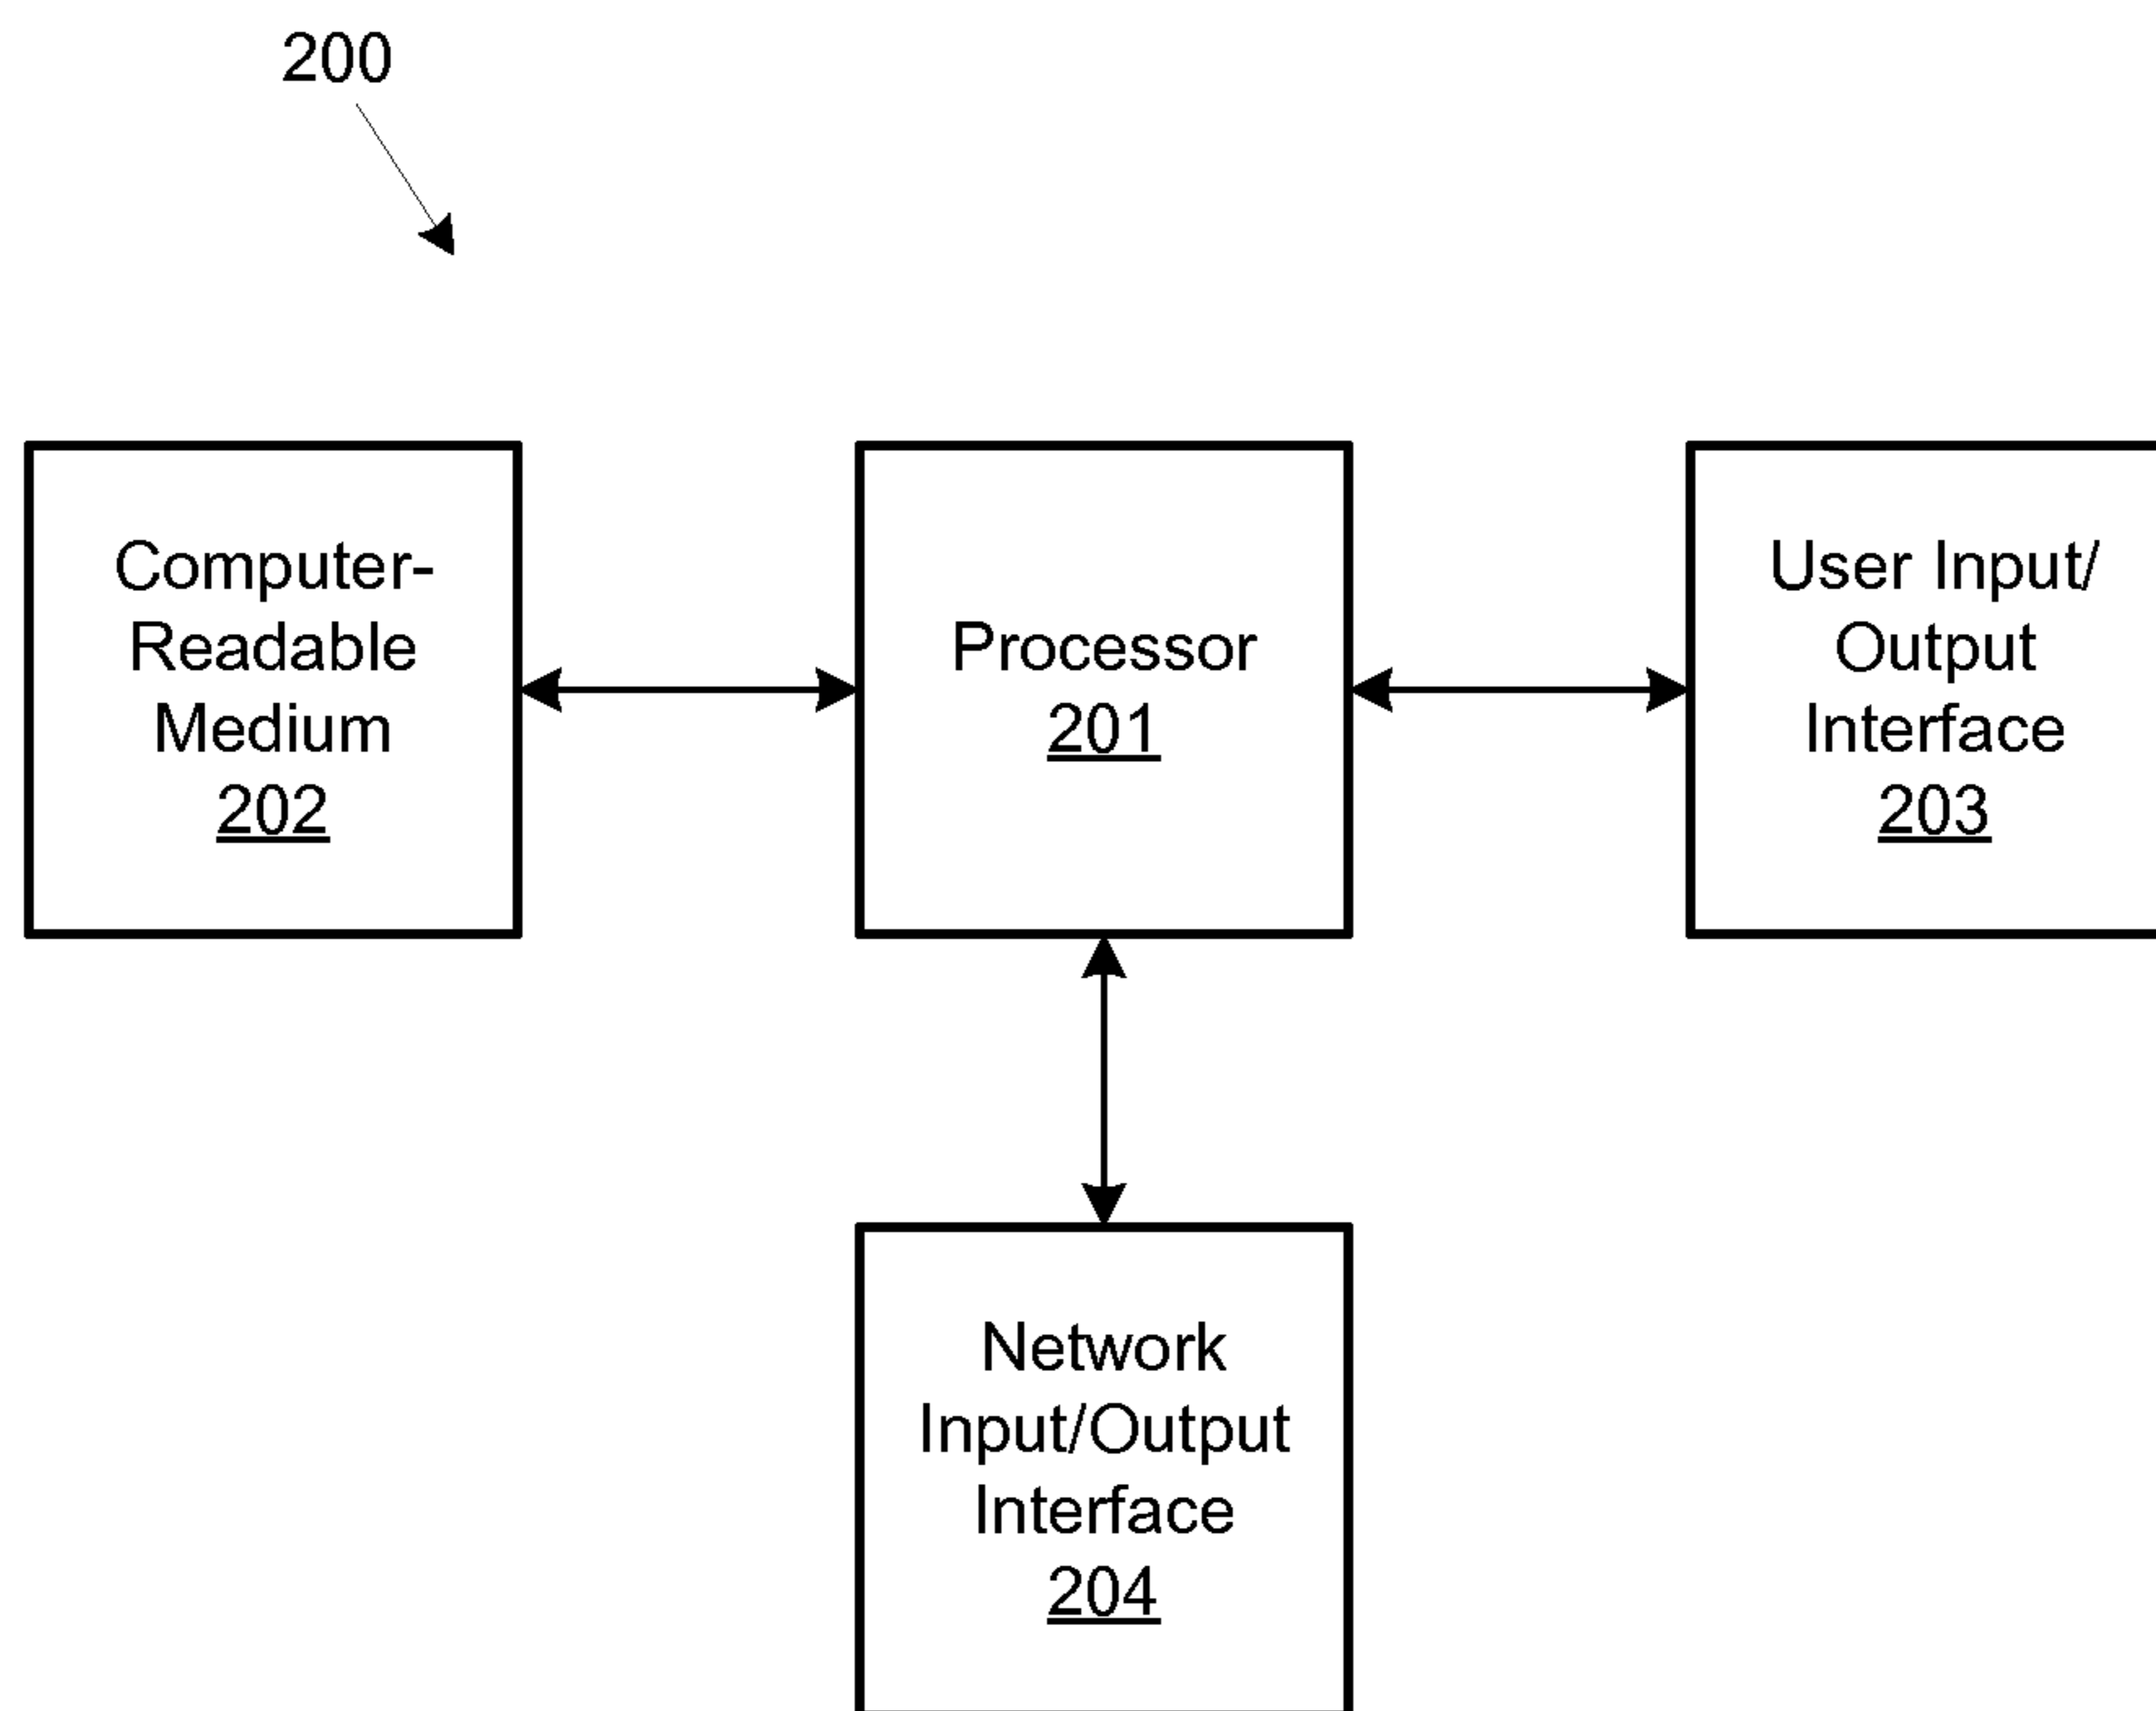 200
Computer-
Readable
Medium
202
Processor
201
User Input/
Output
Interface
203
Network
Input/Output
Interface
204